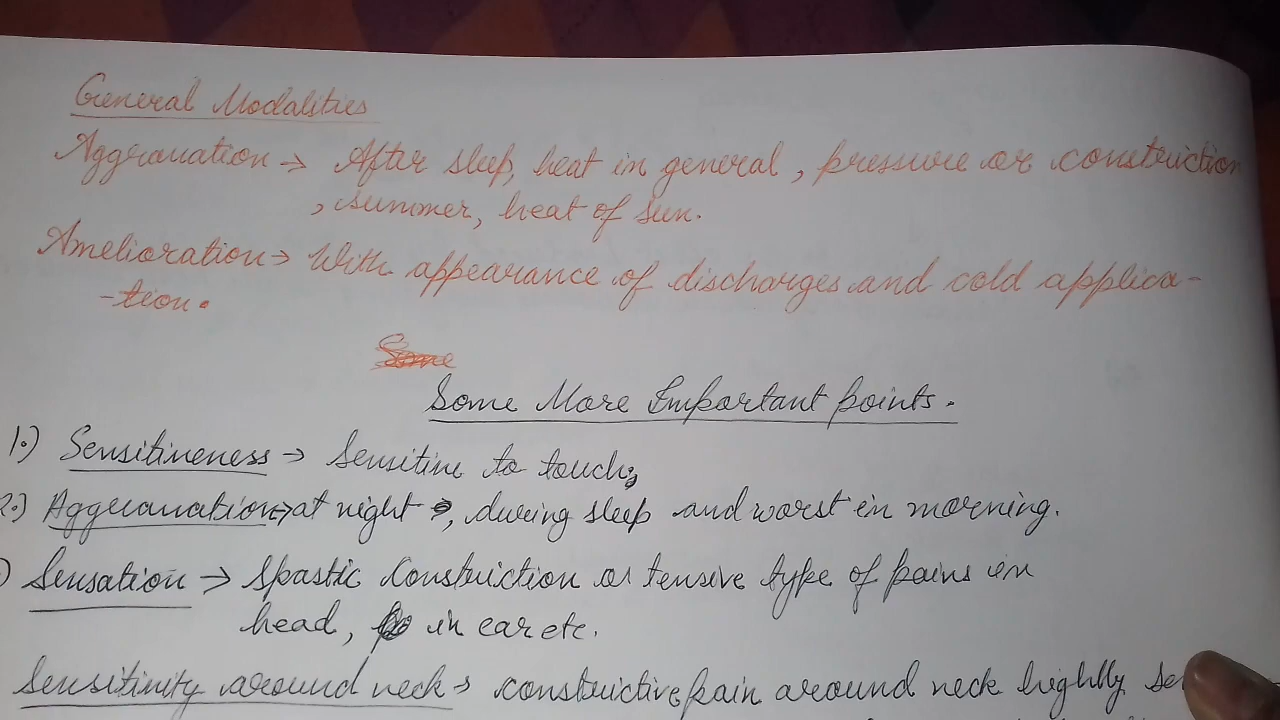 General Modalities
Aggravation → After sleep, heat in general, pressure or constriction
, summer, heat of sun.
Amelioration → With appearance of discharges and cold applica-
-tion.
Some
Some More Important points.
1.) Sensitiveness → Sensitive to touch,
2.) Aggravation → at night, during sleep and worst in morning.
) Sensation → Spastic constriction or tensive type of pains in
head, in ear etc.
Sensitivity around neck → constrictive pain around neck highly se